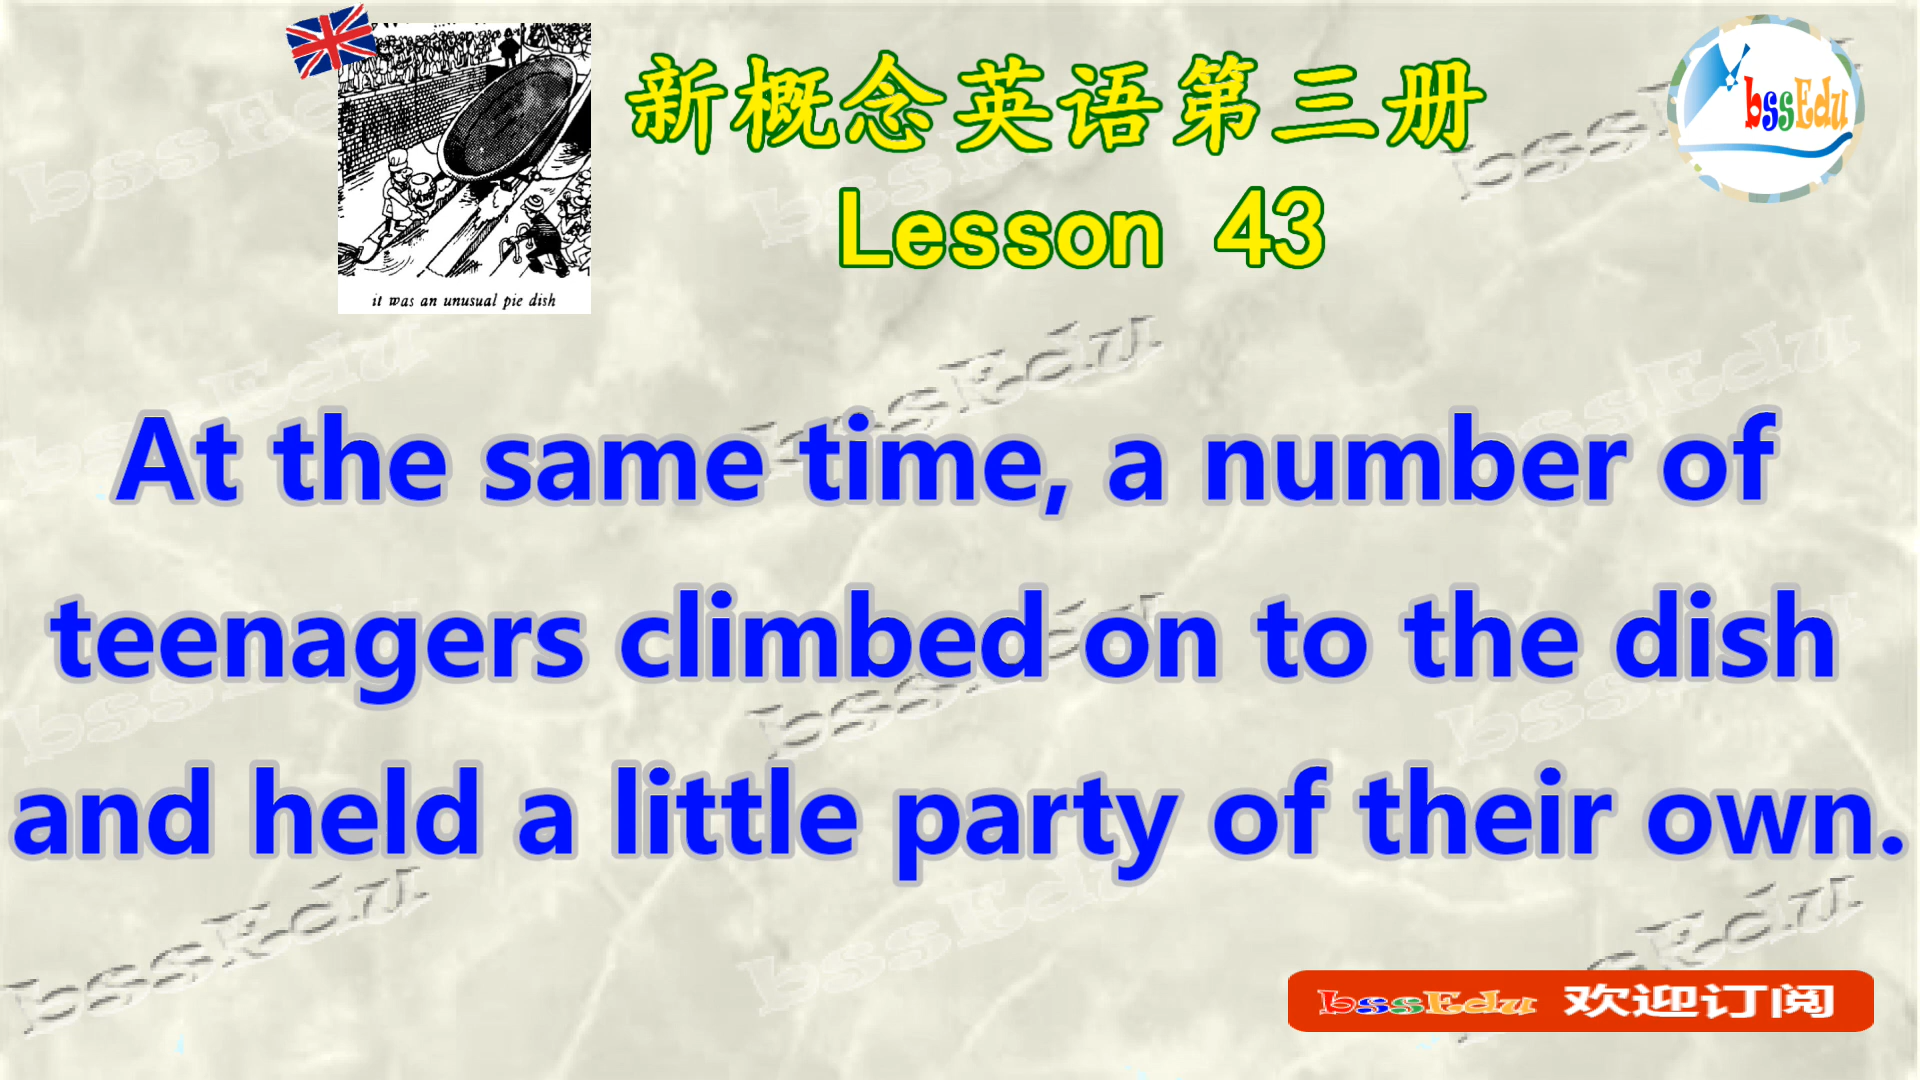 新概念英语第三册
bssEdu
Lesson 43
it was an unusual pie dish
At the same time, a number of
teenagers climbed on to the dish
and held a little party of their own.
bssEdu 欢迎订阅